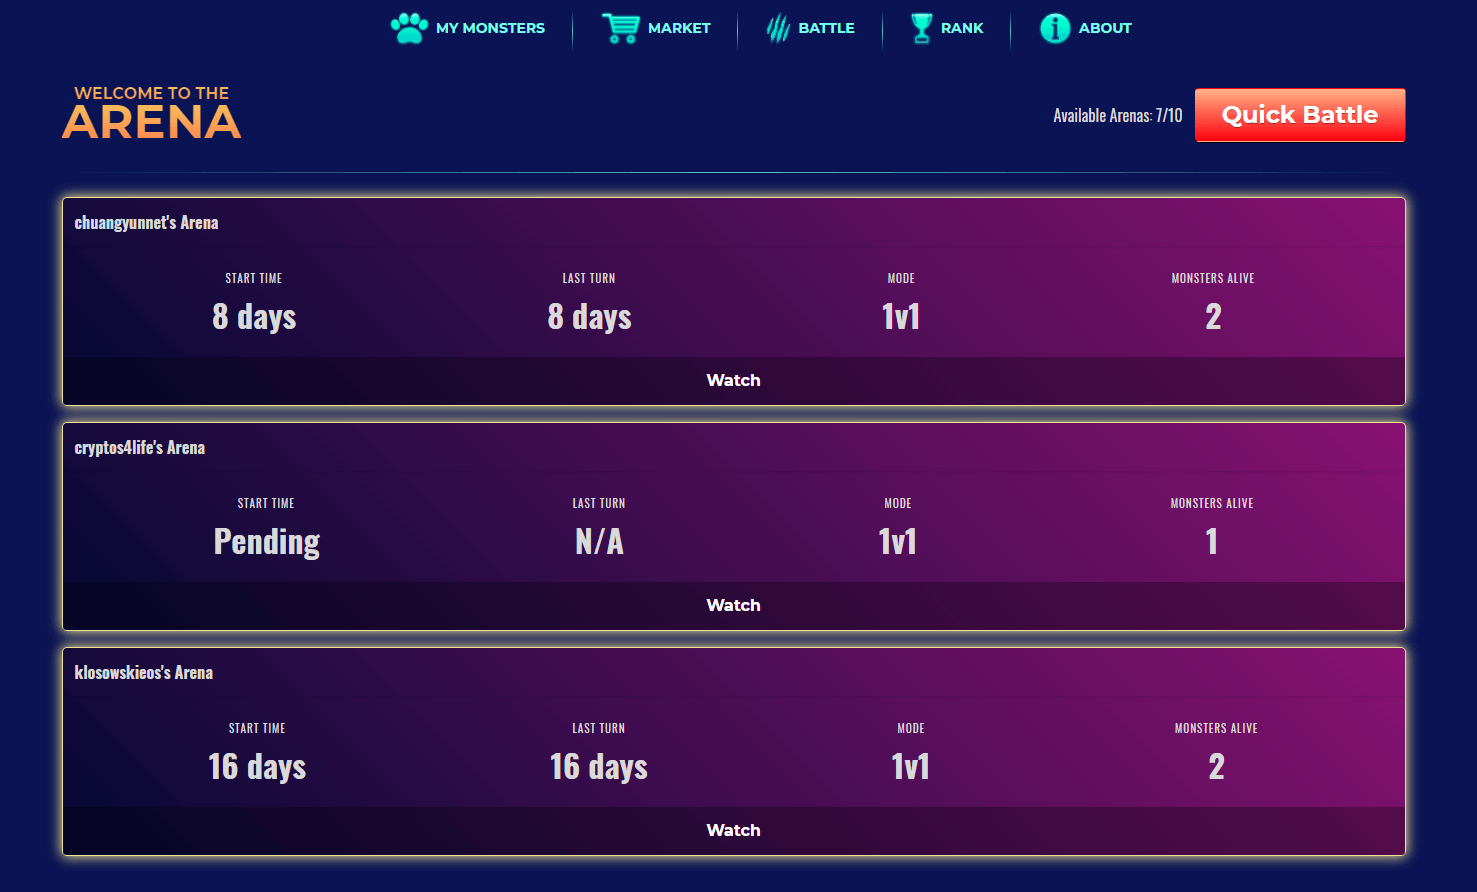 MY MONSTERS
MARKET
BATTLE
RANK
ABOUT
WELCOME TO THE
ARENA
Available Arenas: 7/10
Quick Battle
chuangyunnet's Arena
START TIME
LAST TURN
MODE
MONSTERS ALIVE
8 days
8 days
1v1
2
Watch
cryptos4life's Arena
START TIME
LAST TURN
MODE
MONSTERS ALIVE
Pending
N/A
1v1
1
Watch
klosowskieos's Arena
START TIME
LAST TURN
MODE
MONSTERS ALIVE
16 days
16 days
1v1
2
Watch